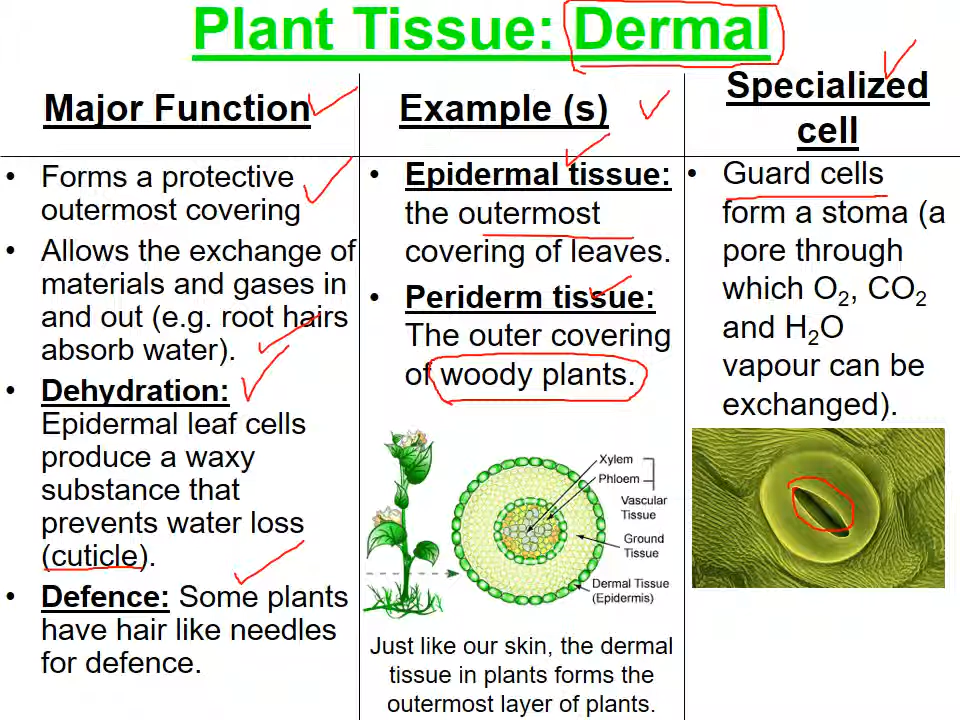 Plant Tissue: Dermal
Major Function
• Forms a protective
outermost covering
• Allows the exchange of
materials and gases in
and out (e.g. root hairs
absorb water).
• Dehydration:
Epidermal leaf cells
produce a waxy
substance that
prevents water loss
(cuticle).
• Defence: Some plants
have hair like needles
for defence.
Example (s)
• Epidermal tissue:
the outermost
covering of leaves.
• Periderm tissue:
The outer covering
of woody plants.
Xylem
Phloem
Vascular
Tissue
Ground
Tissue
Dermal Tissue
(Epidermis)
Just like our skin, the dermal
tissue in plants forms the
outermost layer of plants.
Specialized
cell
• Guard cells
form a stoma (a
pore through
which O₂, CO₂
and H₂O
vapour can be
exchanged).